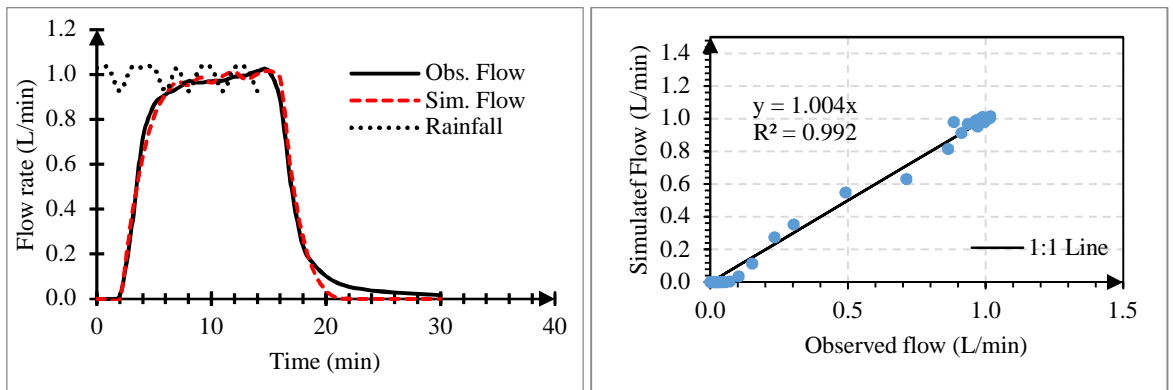 1.2
1.0
0.8
0.6
0.4
0.2
0.0
Flow rate (L/min)
0
10
20
30
40
Time (min)
Obs. Flow
Sim. Flow
Rainfall
1.4
1.2
1.0
0.8
0.6
0.4
0.2
0.0
Simulatef Flow (L/min)
y = 1.004x
R² = 0.992
1:1 Line
0.0
0.5
1.0
1.5
Observed flow (L/min)